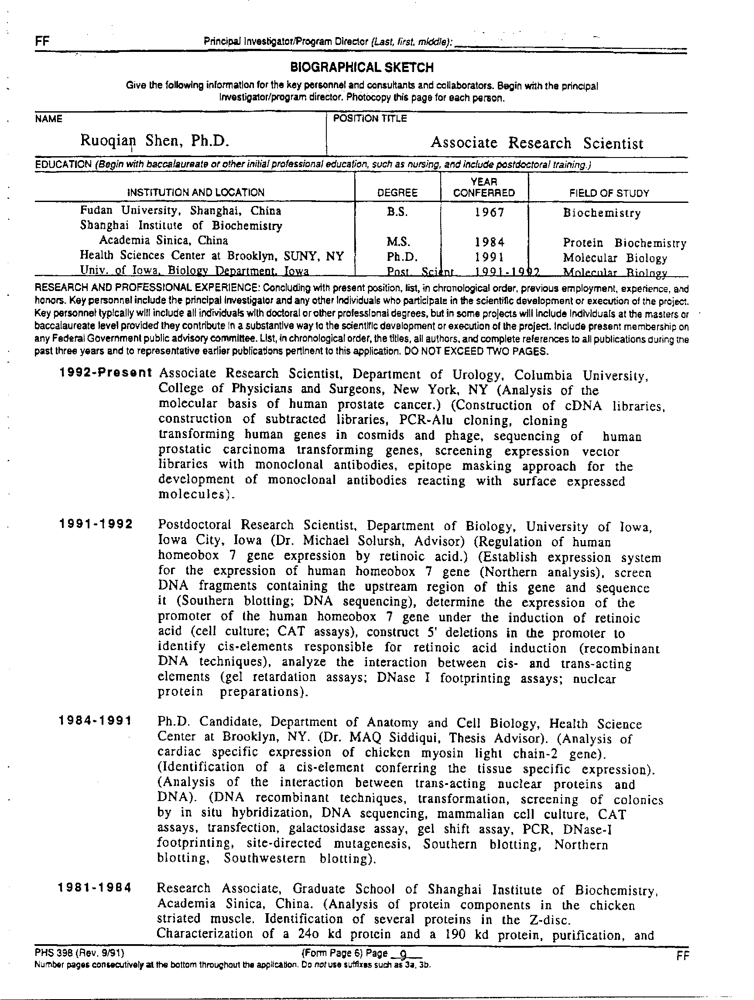 FF
Principal Investigator/Program Director (Last, first, middle):
BIOGRAPHICAL SKETCH
Give the following information for the key personnel and consultants and collaborators. Begin with the principal
investigator/program director. Photocopy this page for each person.
NAME
POSITION TITLE
Ruoqian Shen, Ph.D.
Associate Research Scientist
EDUCATION (Begin with baccalaureate or other initial professional education, such as nursing, and include postdoctoral training.)
INSTITUTION AND LOCATION DEGREE YEAR CONFERRED FIELD OF STUDY
Fudan University, Shanghai, China B.S. 1967 Biochemistry
Shanghai Institute of Biochemistry
Academia Sinica, China M.S. 1984 Protein Biochemistry
Health Sciences Center at Brooklyn, SUNY, NY Ph.D. 1991 Molecular Biology
Univ. of Iowa, Biology Department, Iowa Post. Scient. 1991-1992 Molecular Biology
RESEARCH AND PROFESSIONAL EXPERIENCE: Concluding with present position, list, in chronological order, previous employment, experience, and
honors. Key personnel include the principal investigator and any other individuals who participate in the scientific development or execution of the project.
Key personnel typically will include all individuals with doctoral or other professional degrees, but in some projects will include individuals at the masters or
baccalaureate level provided they contribute in a substantive way to the scientific development or execution of the project. Include present membership on
any Federal Government public advisory committee. List, in chronological order, the titles, all authors, and complete references to all publications during the
past three years and to representative earlier publications pertinent to this application. DO NOT EXCEED TWO PAGES.
1992-Present Associate Research Scientist, Department of Urology, Columbia University,
College of Physicians and Surgeons, New York, NY (Analysis of the
molecular basis of human prostate cancer.) (Construction of cDNA libraries,
construction of subtracted libraries, PCR-Alu cloning, cloning
transforming human genes in cosmids and phage, sequencing of human
prostatic carcinoma transforming genes, screening expression vector
libraries with monoclonal antibodies, epitope masking approach for the
development of monoclonal antibodies reacting with surface expressed
molecules).
1991-1992 Postdoctoral Research Scientist, Department of Biology, University of Iowa,
Iowa City, Iowa (Dr. Michael Solursh, Advisor) (Regulation of human
homeobox 7 gene expression by retinoic acid.) (Establish expression system
for the expression of human homeobox 7 gene (Northern analysis), screen
DNA fragments containing the upstream region of this gene and sequence
it (Southern blotting; DNA sequencing), determine the expression of the
promoter of the human homeobox 7 gene under the induction of retinoic
acid (cell culture; CAT assays), construct 5' deletions in the promoter to
identify cis-elements responsible for retinoic acid induction (recombinant
DNA techniques), analyze the interaction between cis- and trans-acting
elements (gel retardation assays; DNase I footprinting assays; nuclear
protein preparations).
1984-1991 Ph.D. Candidate, Department of Anatomy and Cell Biology, Health Science
Center at Brooklyn, NY. (Dr. MAQ Siddiqui, Thesis Advisor). (Analysis of
cardiac specific expression of chicken myosin light chain-2 gene).
(Identification of a cis-element conferring the tissue specific expression).
(Analysis of the interaction between trans-acting nuclear proteins and
DNA). (DNA recombinant techniques, transformation, screening of colonies
by in situ hybridization, DNA sequencing, mammalian cell culture, CAT
assays, transfection, galactosidase assay, gel shift assay, PCR, DNase-I
footprinting, site-directed mutagenesis, Southern blotting, Northern
blotting, Southwestern blotting).
1981-1984 Research Associate, Graduate School of Shanghai Institute of Biochemistry,
Academia Sinica, China. (Analysis of protein components in the chicken
striated muscle. Identification of several proteins in the Z-disc.
Characterization of a 24o kd protein and a 190 kd protein, purification, and
PHS 398 (Rev. 9/91) (Form Page 6) Page 9 FF
Number pages consecutively at the bottom throughout the application. Do not use suffixes such as 3a, 3b.